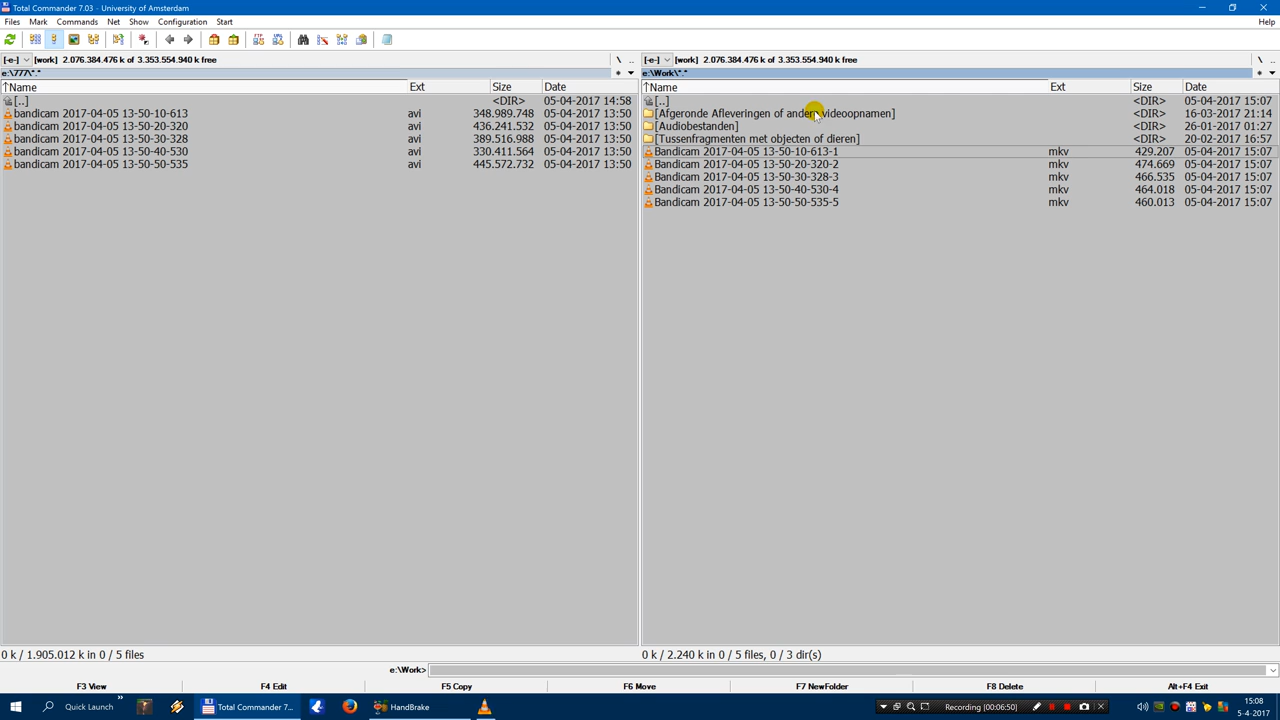 Total Commander 7.03 - University of Amsterdam
Files Mark Commands Net Show Configuration Start Help
[-e-] [work] 2.076.384.476 k of 3.353.554.940 k free \ ..
e:\777\*.* * ▼
↑Name Ext Size Date
[..] <DIR> 05-04-2017 14:58
bandicam 2017-04-05 13-50-10-613 avi 348.989.748 05-04-2017 13:50
bandicam 2017-04-05 13-50-20-320 avi 436.241.532 05-04-2017 13:50
bandicam 2017-04-05 13-50-30-328 avi 389.516.988 05-04-2017 13:50
bandicam 2017-04-05 13-50-40-530 avi 330.411.564 05-04-2017 13:50
bandicam 2017-04-05 13-50-50-535 avi 445.572.732 05-04-2017 13:50
0 k / 1.905.012 k in 0 / 5 files
[-e-] [work] 2.076.384.476 k of 3.353.554.940 k free \ ..
e:\Work\*.* * ▼
↑Name Ext Size Date
[..] <DIR> 05-04-2017 15:07
[Afgeronde Afleveringen of andere videoopnamen] <DIR> 16-03-2017 21:14
[Audiobestanden] <DIR> 26-01-2017 01:27
[Tussenfragmenten met objecten of dieren] <DIR> 20-02-2017 16:57
Bandicam 2017-04-05 13-50-10-613-1 mkv 429.207 05-04-2017 15:07
Bandicam 2017-04-05 13-50-20-320-2 mkv 474.669 05-04-2017 15:07
Bandicam 2017-04-05 13-50-30-328-3 mkv 466.535 05-04-2017 15:07
Bandicam 2017-04-05 13-50-40-530-4 mkv 464.018 05-04-2017 15:07
Bandicam 2017-04-05 13-50-50-535-5 mkv 460.013 05-04-2017 15:07
0 k / 2.240 k in 0 / 5 files, 0 / 3 dir(s)
e:\Work>
F3 View F4 Edit F5 Copy F6 Move F7 NewFolder F8 Delete Alt+F4 Exit
Quick Launch » Total Commander 7... HandBrake Recording [00:06:50] 15:08
5-4-2017